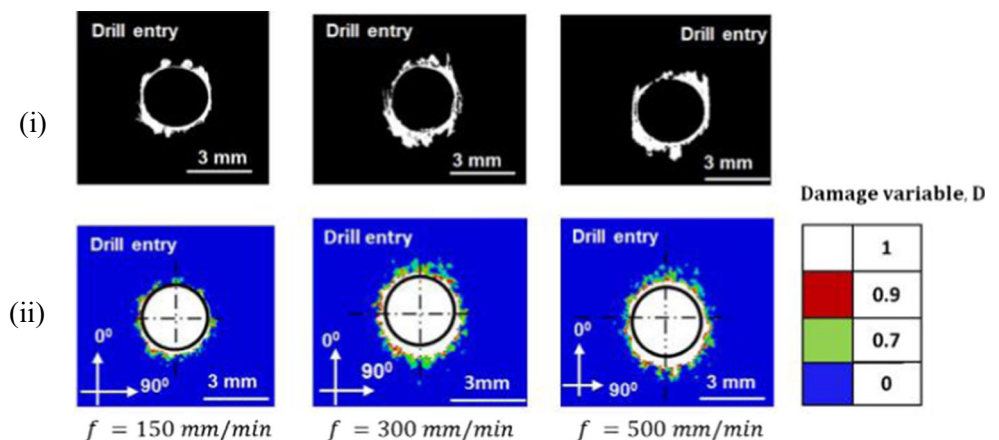 Drill entry
Drill entry
Drill entry
(i)
3 mm
3 mm
3 mm
Damage variable, D
1
0.9
0.7
0
Drill entry
Drill entry
Drill entry
(ii)
0⁰
90⁰
3 mm
0⁰
90⁰
3mm
0⁰
90⁰
3 mm
f = 150 mm/min
f = 300 mm/min
f = 500 mm/min